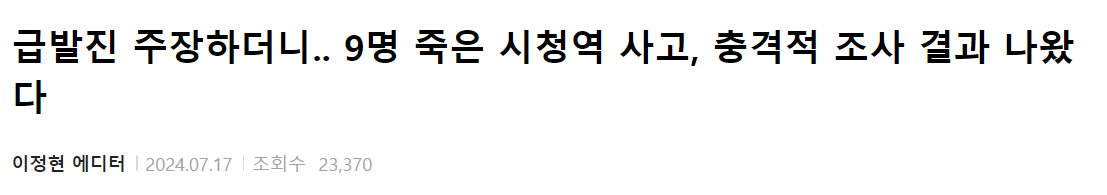 급발진 주장하더니.. 9명 죽은 시청역 사고, 충격적 조사 결과 나왔
다
이정현 에디터 | 2024.07.17 | 조회수 23,370